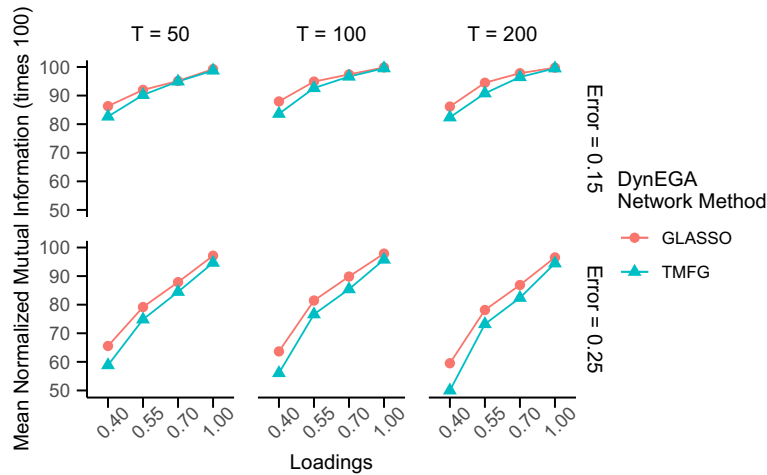 T = 50
T = 100
T = 200
Mean Normalized Mutual Information (times 100)
100
90
80
70
60
50
Error = 0.15
100
90
80
70
60
50
Error = 0.25
DynEGA
Network Method
GLASSO
TMFG
0.40
0.55
0.70
1.00
0.40
0.55
0.70
1.00
0.40
0.55
0.70
1.00
Loadings